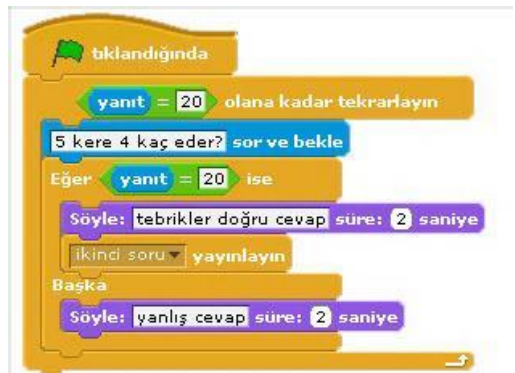 tıklandığında
yanıt = 20 olana kadar tekrarlayın
5 kere 4 kaç eder? sor ve bekle
Eğer yanıt = 20 ise
Söyle: tebrikler doğru cevap süre: 2 saniye
ikinci soru yayınlayın
Başka
Söyle: yanlış cevap süre: 2 saniye